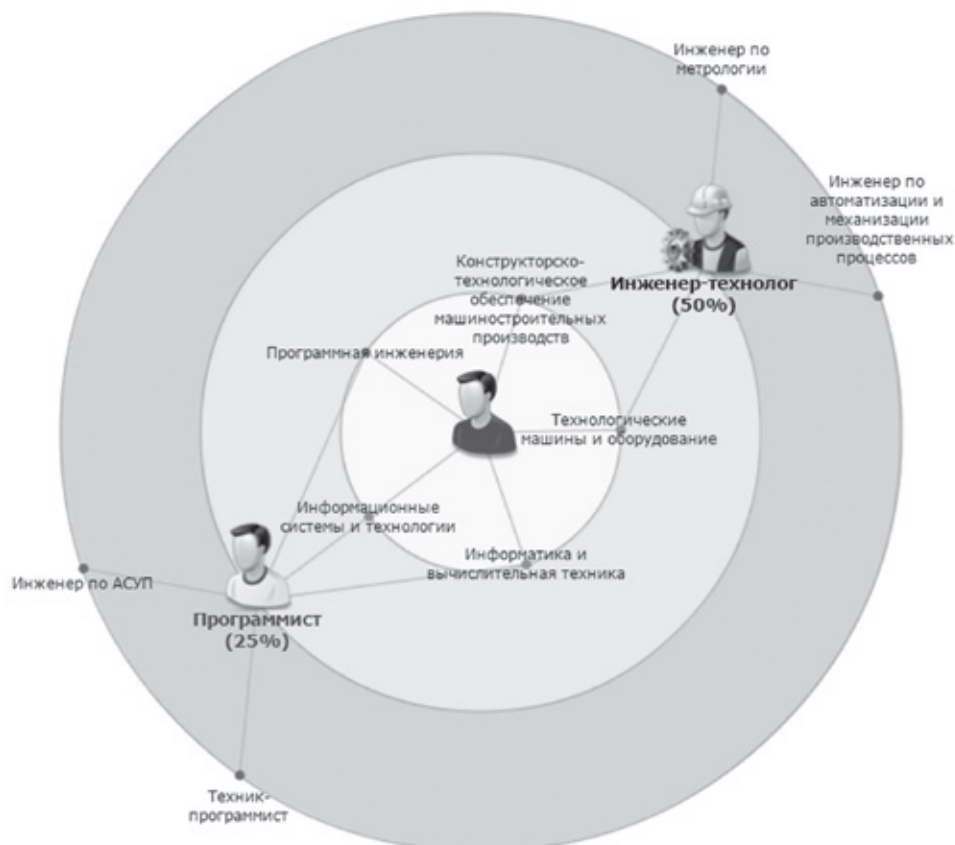 Инженер по
метрологии
Инженер по
автоматизации и
механизации
производственных
процессов
Конструкторско-
технологическое
обеспечение
машиностроительных
производств
Инженер-технолог
(50%)
Программная инженерия
Технологические
машины и оборудование
Информационные
системы и технологии
Информатика и
вычислительная техника
Инженер по АСУП
Программист
(25%)
Техник-
программист